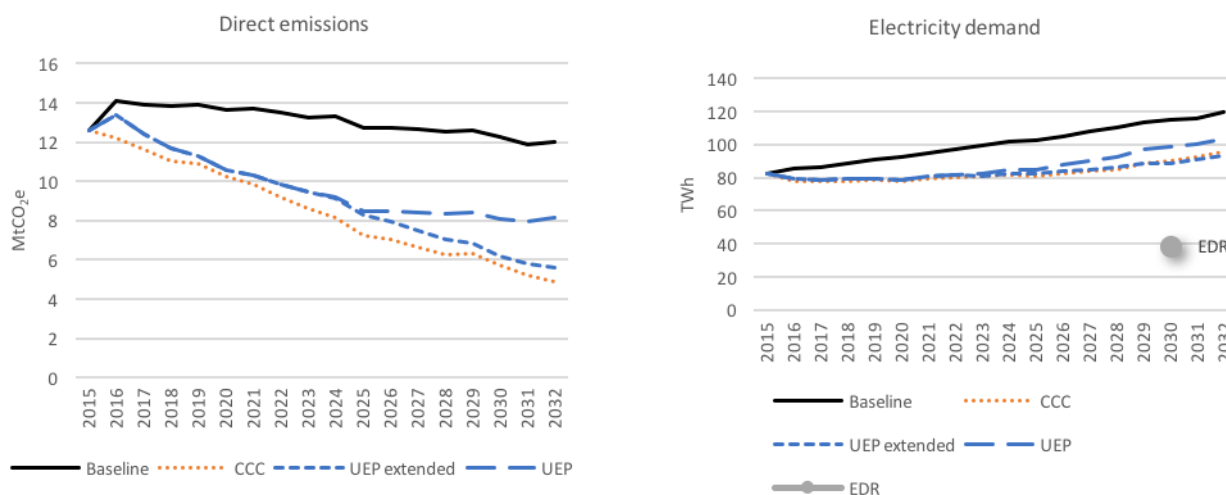 Direct emissions
16
14
12
10
8
6
4
2
0
MtCO₂e
2015 2016 2017 2018 2019 2020 2021 2022 2023 2024 2025 2026 2027 2028 2029 2030 2031 2032
Baseline CCC UEP extended UEP
Electricity demand
140
120
100
80
60
40
20
0
TWh
EDR
2015 2016 2017 2018 2019 2020 2021 2022 2023 2024 2025 2026 2027 2028 2029 2030 2031 2032
Baseline CCC
UEP extended UEP
EDR